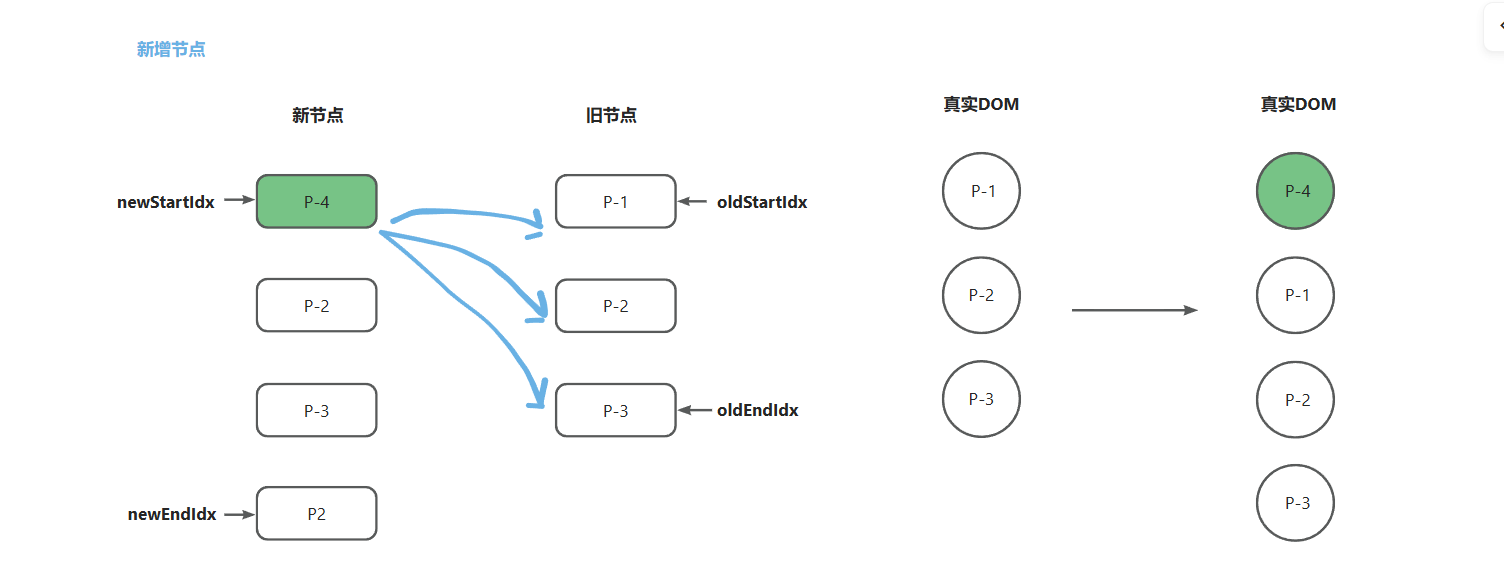 新增节点
新节点
旧节点
真实DOM
真实DOM
newStartIdx
P-4
P-1
oldStartIdx
P-1
P-4
P-2
P-2
P-2
P-1
P-3
P-3
oldEndIdx
P-3
P-2
newEndIdx
P2
P-3